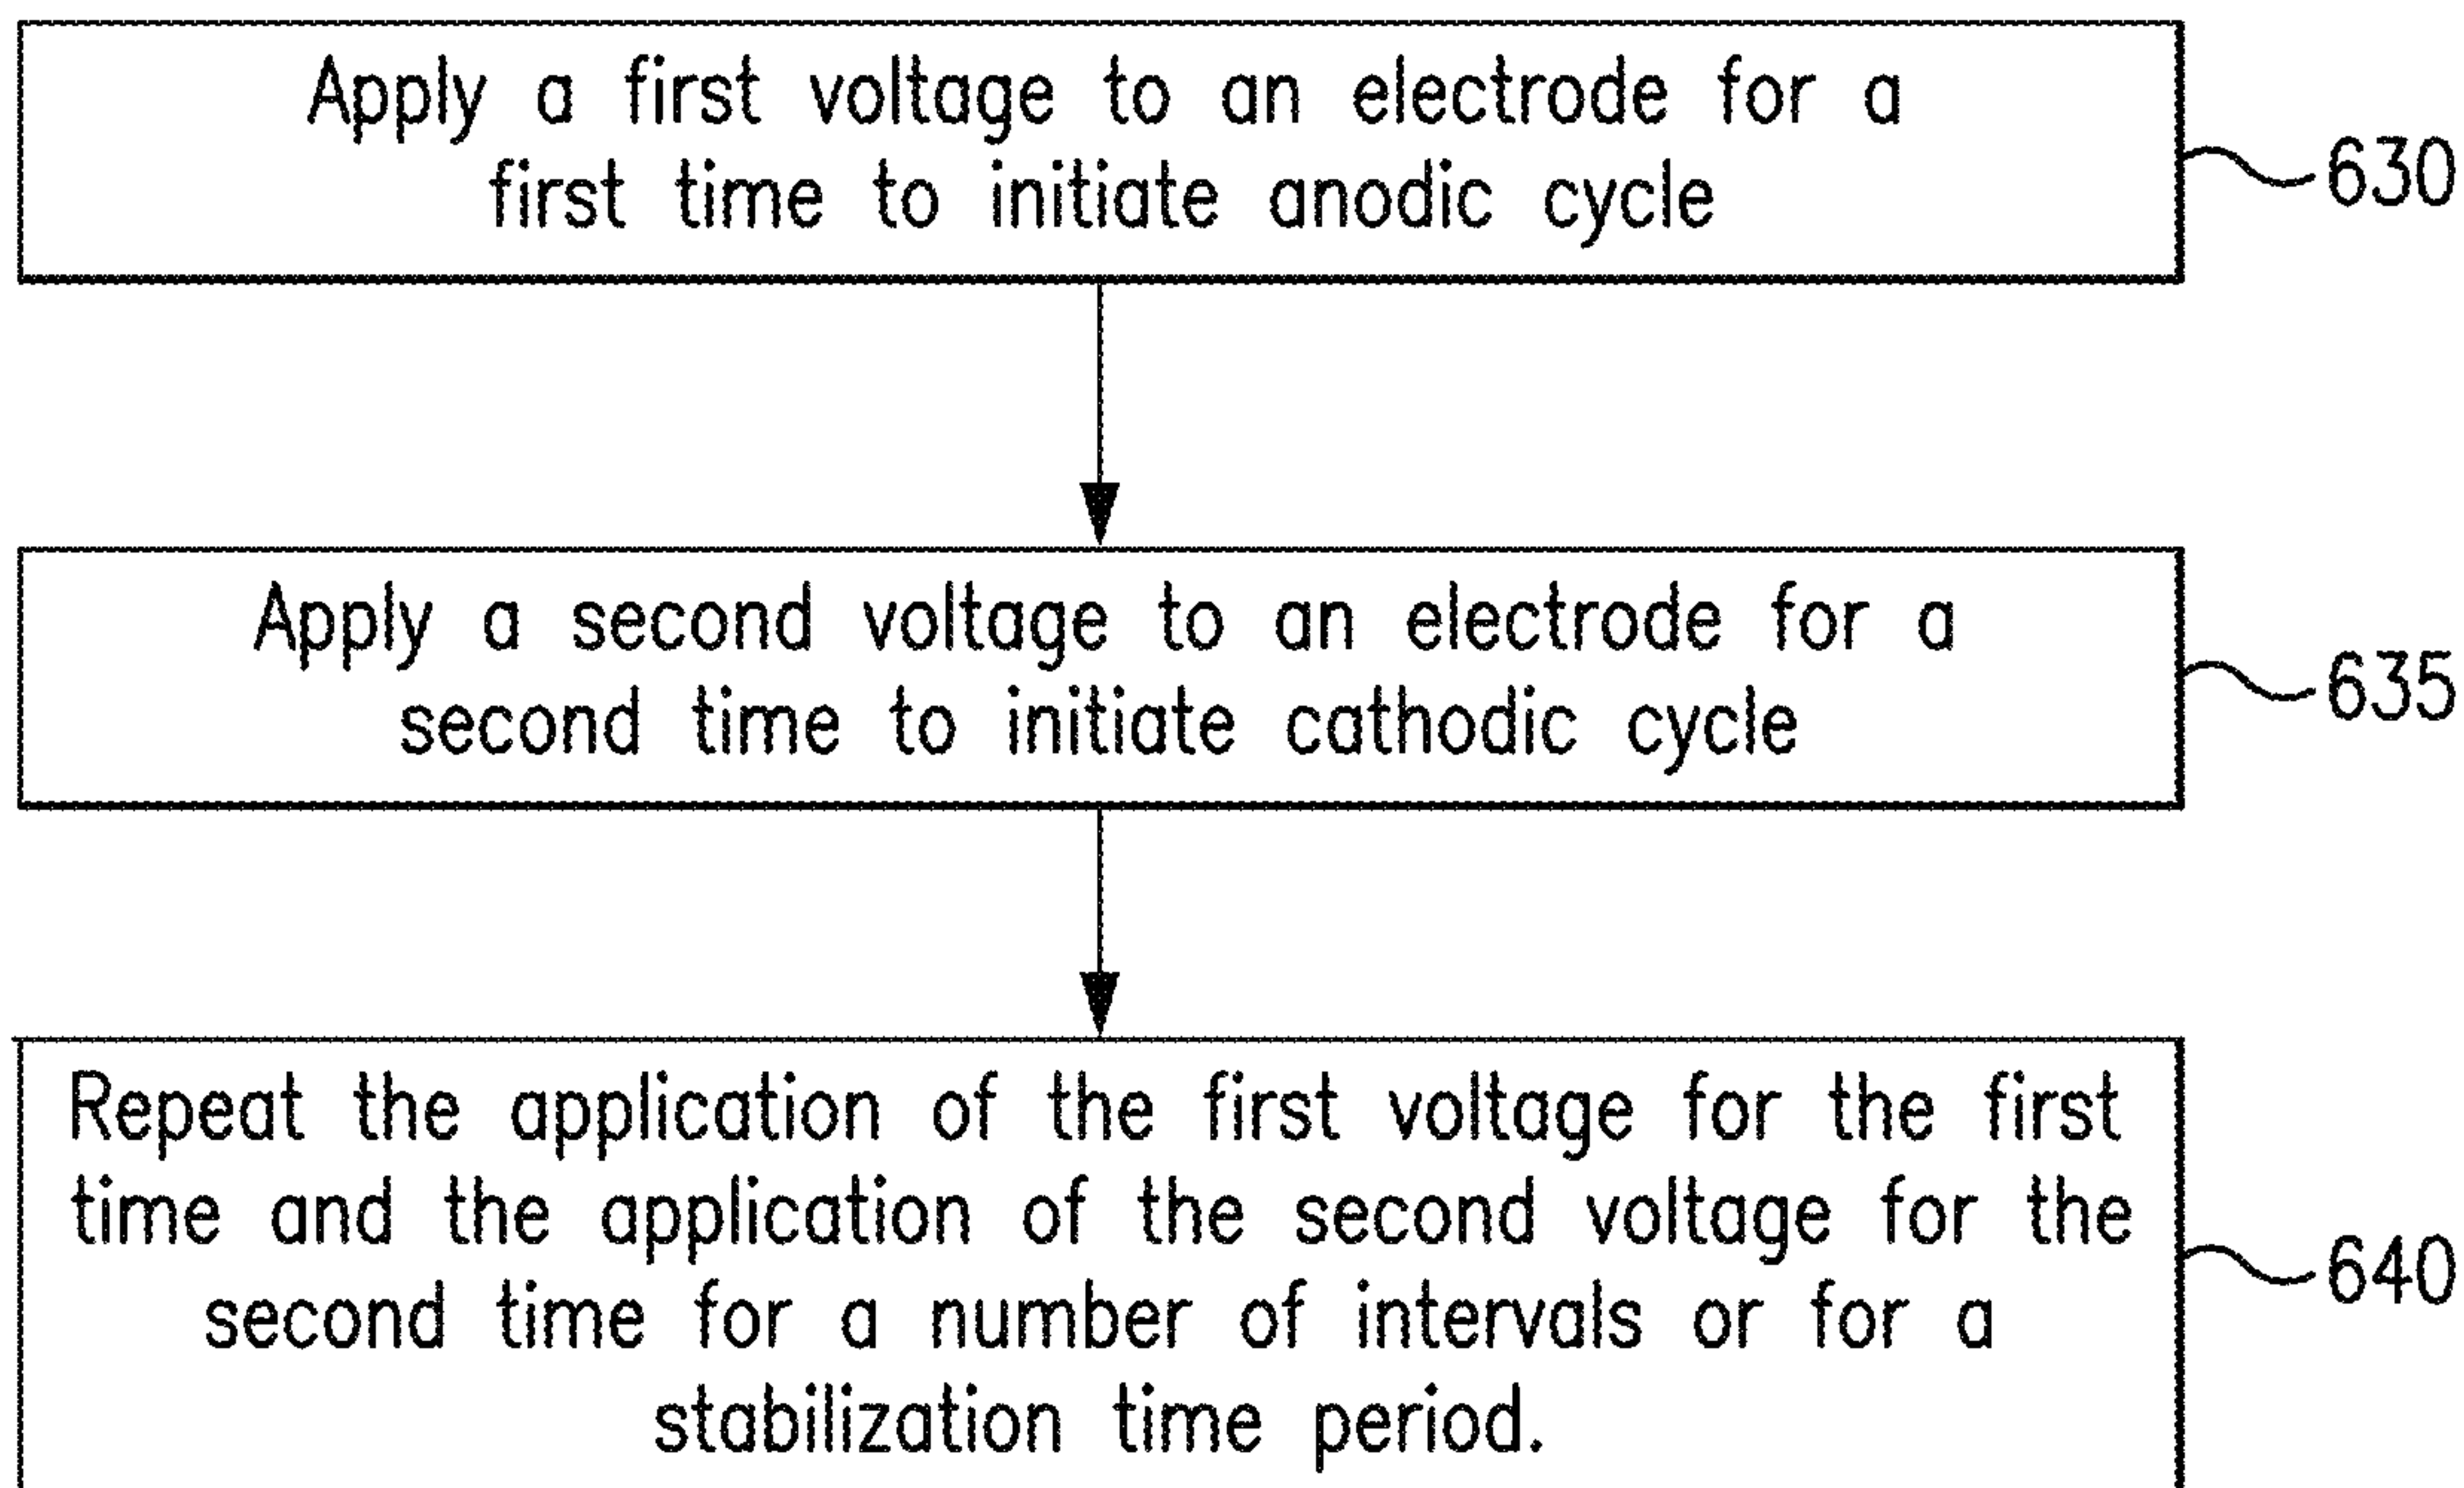 Apply a first voltage to an electrode for a
first time to initiate anodic cycle
630
Apply a second voltage to an electrode for a
second time to initiate cathodic cycle
635
Repeat the application of the first voltage for the first
time and the application of the second voltage for the
second time for a number of intervals or for a
stabilization time period.
640